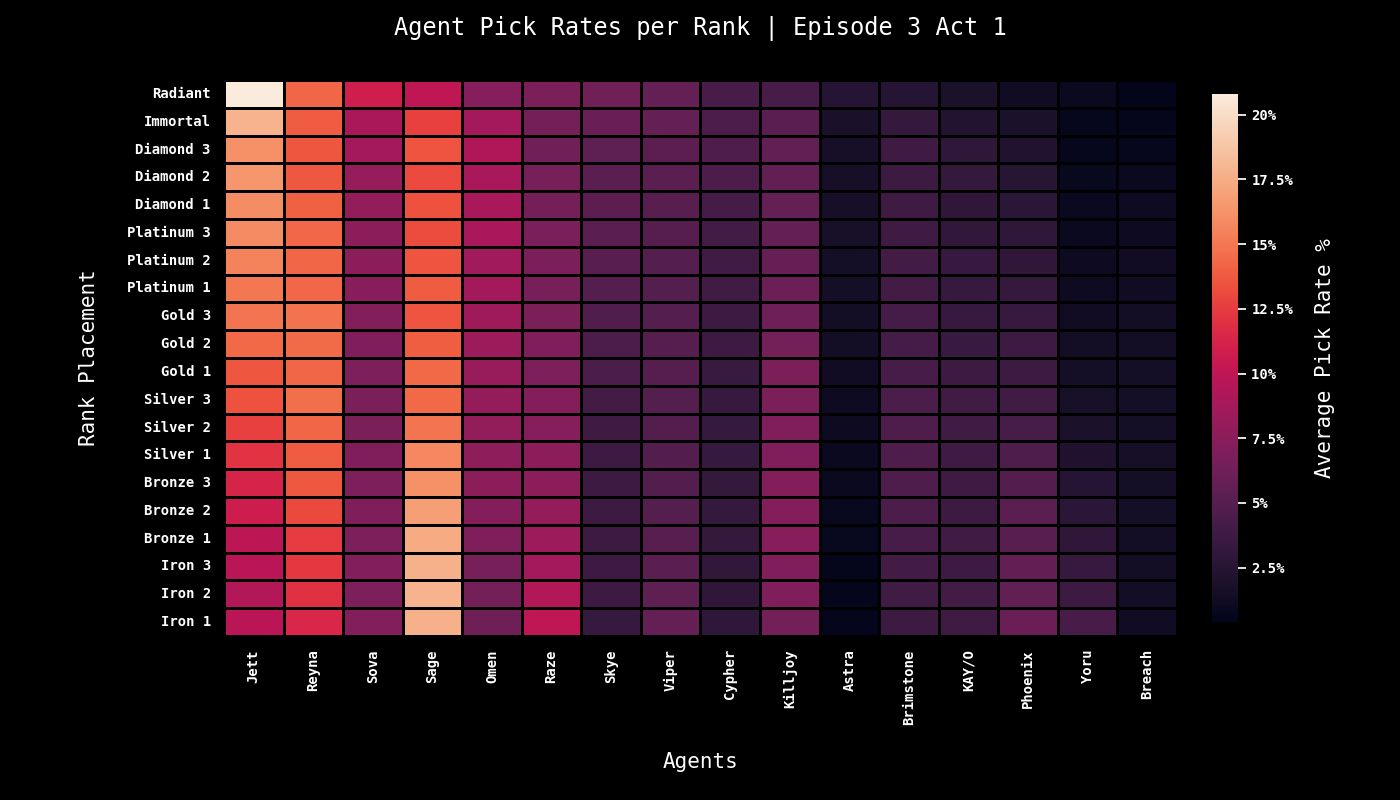 Agent Pick Rates per Rank | Episode 3 Act 1
Rank Placement
Radiant
Immortal
Diamond 3
Diamond 2
Diamond 1
Platinum 3
Platinum 2
Platinum 1
Gold 3
Gold 2
Gold 1
Silver 3
Silver 2
Silver 1
Bronze 3
Bronze 2
Bronze 1
Iron 3
Iron 2
Iron 1
Jett
Reyna
Sova
Sage
Omen
Raze
Skye
Viper
Cypher
Killjoy
Astra
Brimstone
KAY/O
Phoenix
Yoru
Breach
Agents
20%
17.5%
15%
12.5%
10%
7.5%
5%
2.5%
Average Pick Rate %